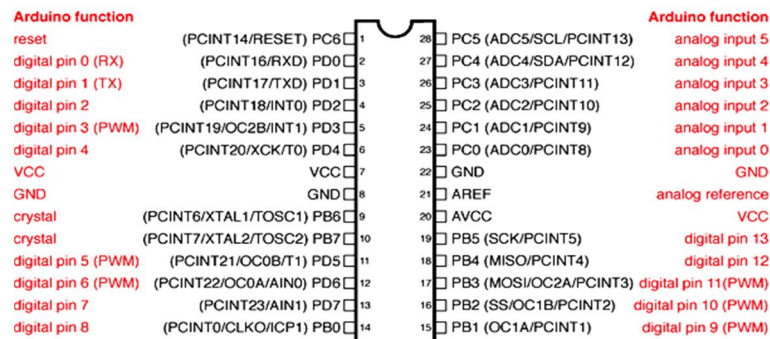 Arduino function Arduino function
reset (PCINT14/RESET) PC6 1 28 PC5 (ADC5/SCL/PCINT13) analog input 5
digital pin 0 (RX) (PCINT16/RXD) PD0 2 27 PC4 (ADC4/SDA/PCINT12) analog input 4
digital pin 1 (TX) (PCINT17/TXD) PD1 3 26 PC3 (ADC3/PCINT11) analog input 3
digital pin 2 (PCINT18/INT0) PD2 4 25 PC2 (ADC2/PCINT10) analog input 2
digital pin 3 (PWM) (PCINT19/OC2B/INT1) PD3 5 24 PC1 (ADC1/PCINT9) analog input 1
digital pin 4 (PCINT20/XCK/T0) PD4 6 23 PC0 (ADC0/PCINT8) analog input 0
VCC VCC 7 22 GND GND
GND GND 8 21 AREF analog reference
crystal (PCINT6/XTAL1/TOSC1) PB6 9 20 AVCC VCC
crystal (PCINT7/XTAL2/TOSC2) PB7 10 19 PB5 (SCK/PCINT5) digital pin 13
digital pin 5 (PWM) (PCINT21/OC0B/T1) PD5 11 18 PB4 (MISO/PCINT4) digital pin 12
digital pin 6 (PWM) (PCINT22/OC0A/AIN0) PD6 12 17 PB3 (MOSI/OC2A/PCINT3) digital pin 11(PWM)
digital pin 7 (PCINT23/AIN1) PD7 13 16 PB2 (SS/OC1B/PCINT2) digital pin 10 (PWM)
digital pin 8 (PCINT0/CLKO/ICP1) PB0 14 15 PB1 (OC1A/PCINT1) digital pin 9 (PWM)